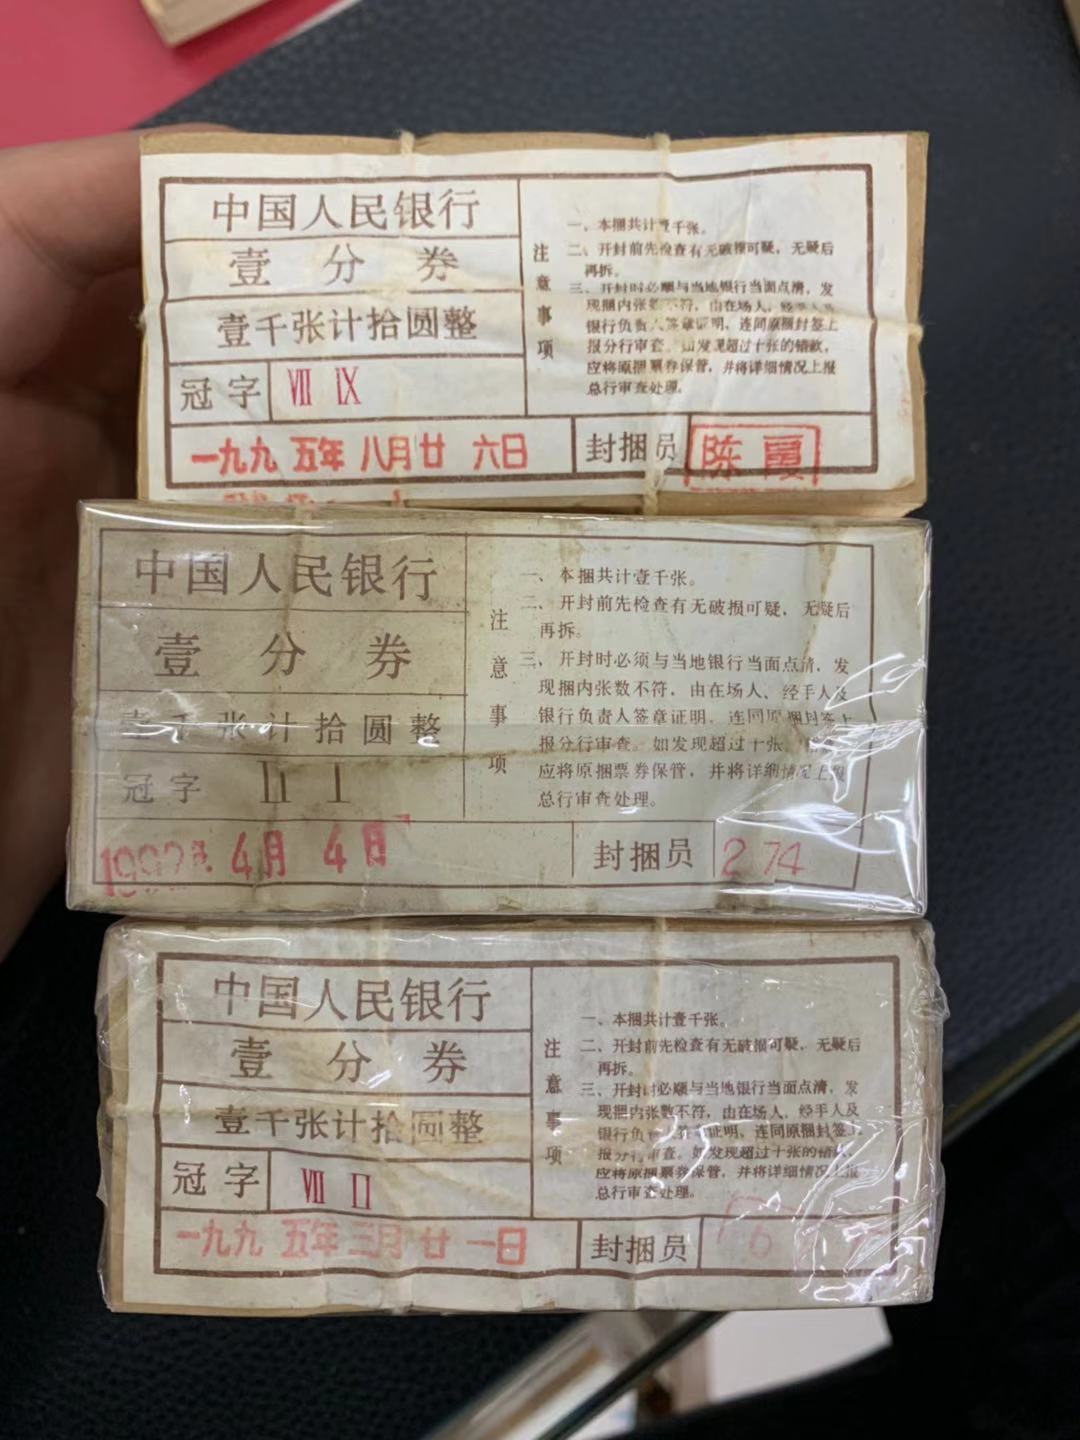 中国人民银行
壹 分 券
壹千张计拾圆整
冠字 Ⅶ Ⅸ
注意事项
一、本捆共计壹千张。
二、开封前先检查有无破损可疑，无疑后
再拆。
三、开封时必顺与当地银行当面点清，发
现捆内张数不符，由在场人、经手人及
银行负责人签章证明，连同原捆封签上
报分行审查。如发现超过十张的错款，
应将原捆票券保管，并将详细情况上报
总行审查处理。
一九九五年八月廿六日
封捆员 陈霞
中国人民银行
壹 分 券
壹千张计拾圆整
冠字 Ⅱ Ⅰ
注意事项
一、本捆共计壹千张。
二、开封前先检查有无破损可疑，无疑后
再拆。
三、开封时必须与当地银行当面点清，发
现捆内张数不符，由在场人、经手人及
银行负责人签章证明，连同原捆封签上
报分行审查。如发现超过十张
应将原捆票券保管，并将详细情况上报
总行审查处理。
4月4日
封捆员 274
中国人民银行
壹 分 券
壹千张计拾圆整
冠字 Ⅶ Ⅱ
注意事项
一、本捆共计壹千张。
二、开封前先检查有无破损可疑，无疑后
再拆。
三、开封时必顺与当地银行当面点清，发
现捆内张数不符，由在场人、经手人及
银行负责人签章证明，连同原捆封签上
报分行审查。如发现超过十张的错款，
应将原捆票券保管，并将详细情况上报
总行审查处理。
一九九五年三月廿一日
封捆员